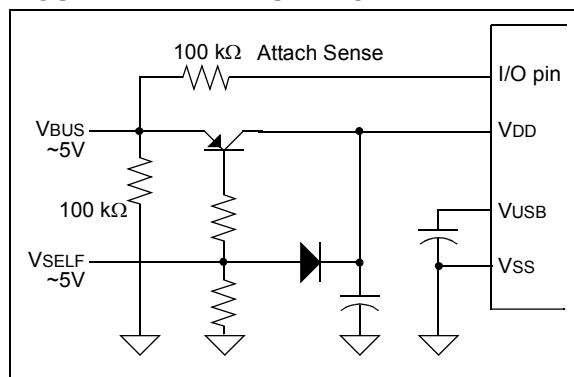 100 kΩ Attach Sense
I/O pin
VBUS
~5V
VDD
100 kΩ
VUSB
VSELF
~5V
VSS